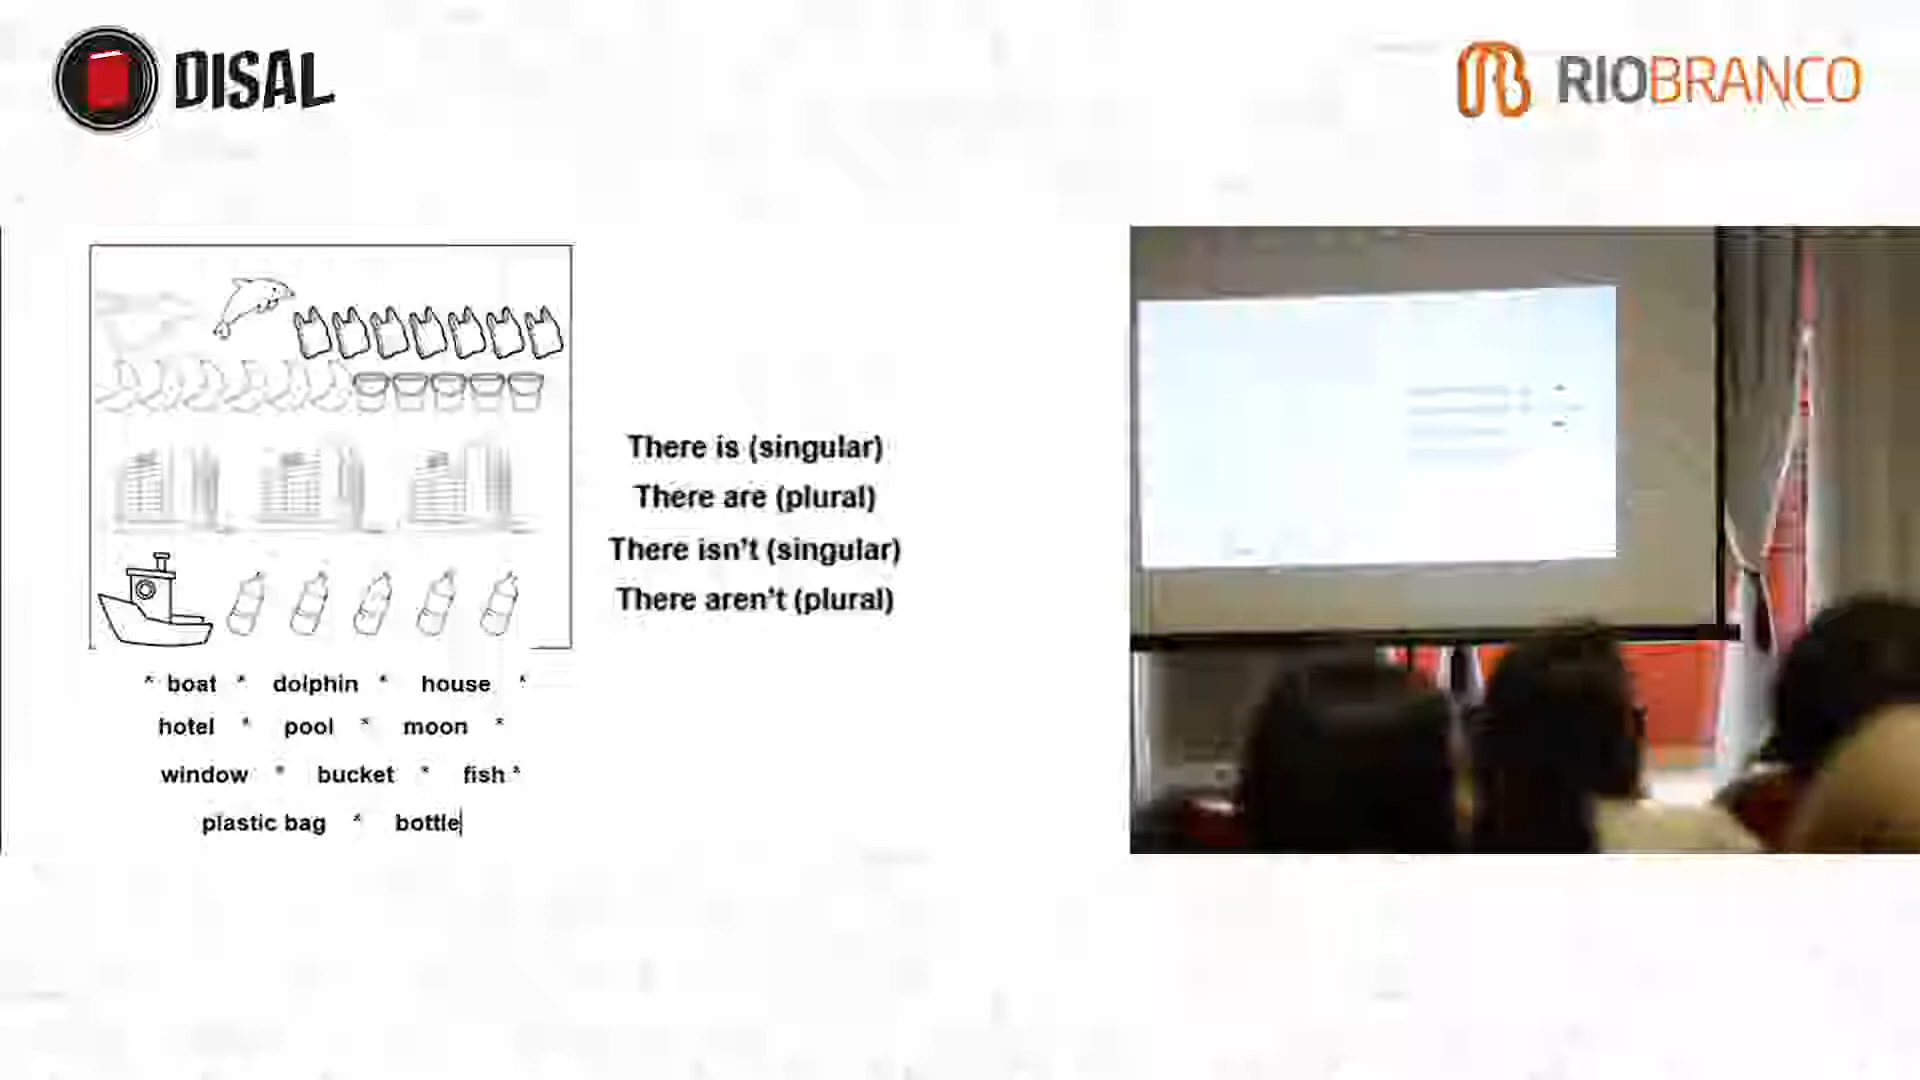 DISAL
RIOBRANCO
There is (singular)
There are (plural)
There isn't (singular)
There aren't (plural)
* boat * dolphin * house *
hotel * pool * moon *
window * bucket * fish *
plastic bag * bottle